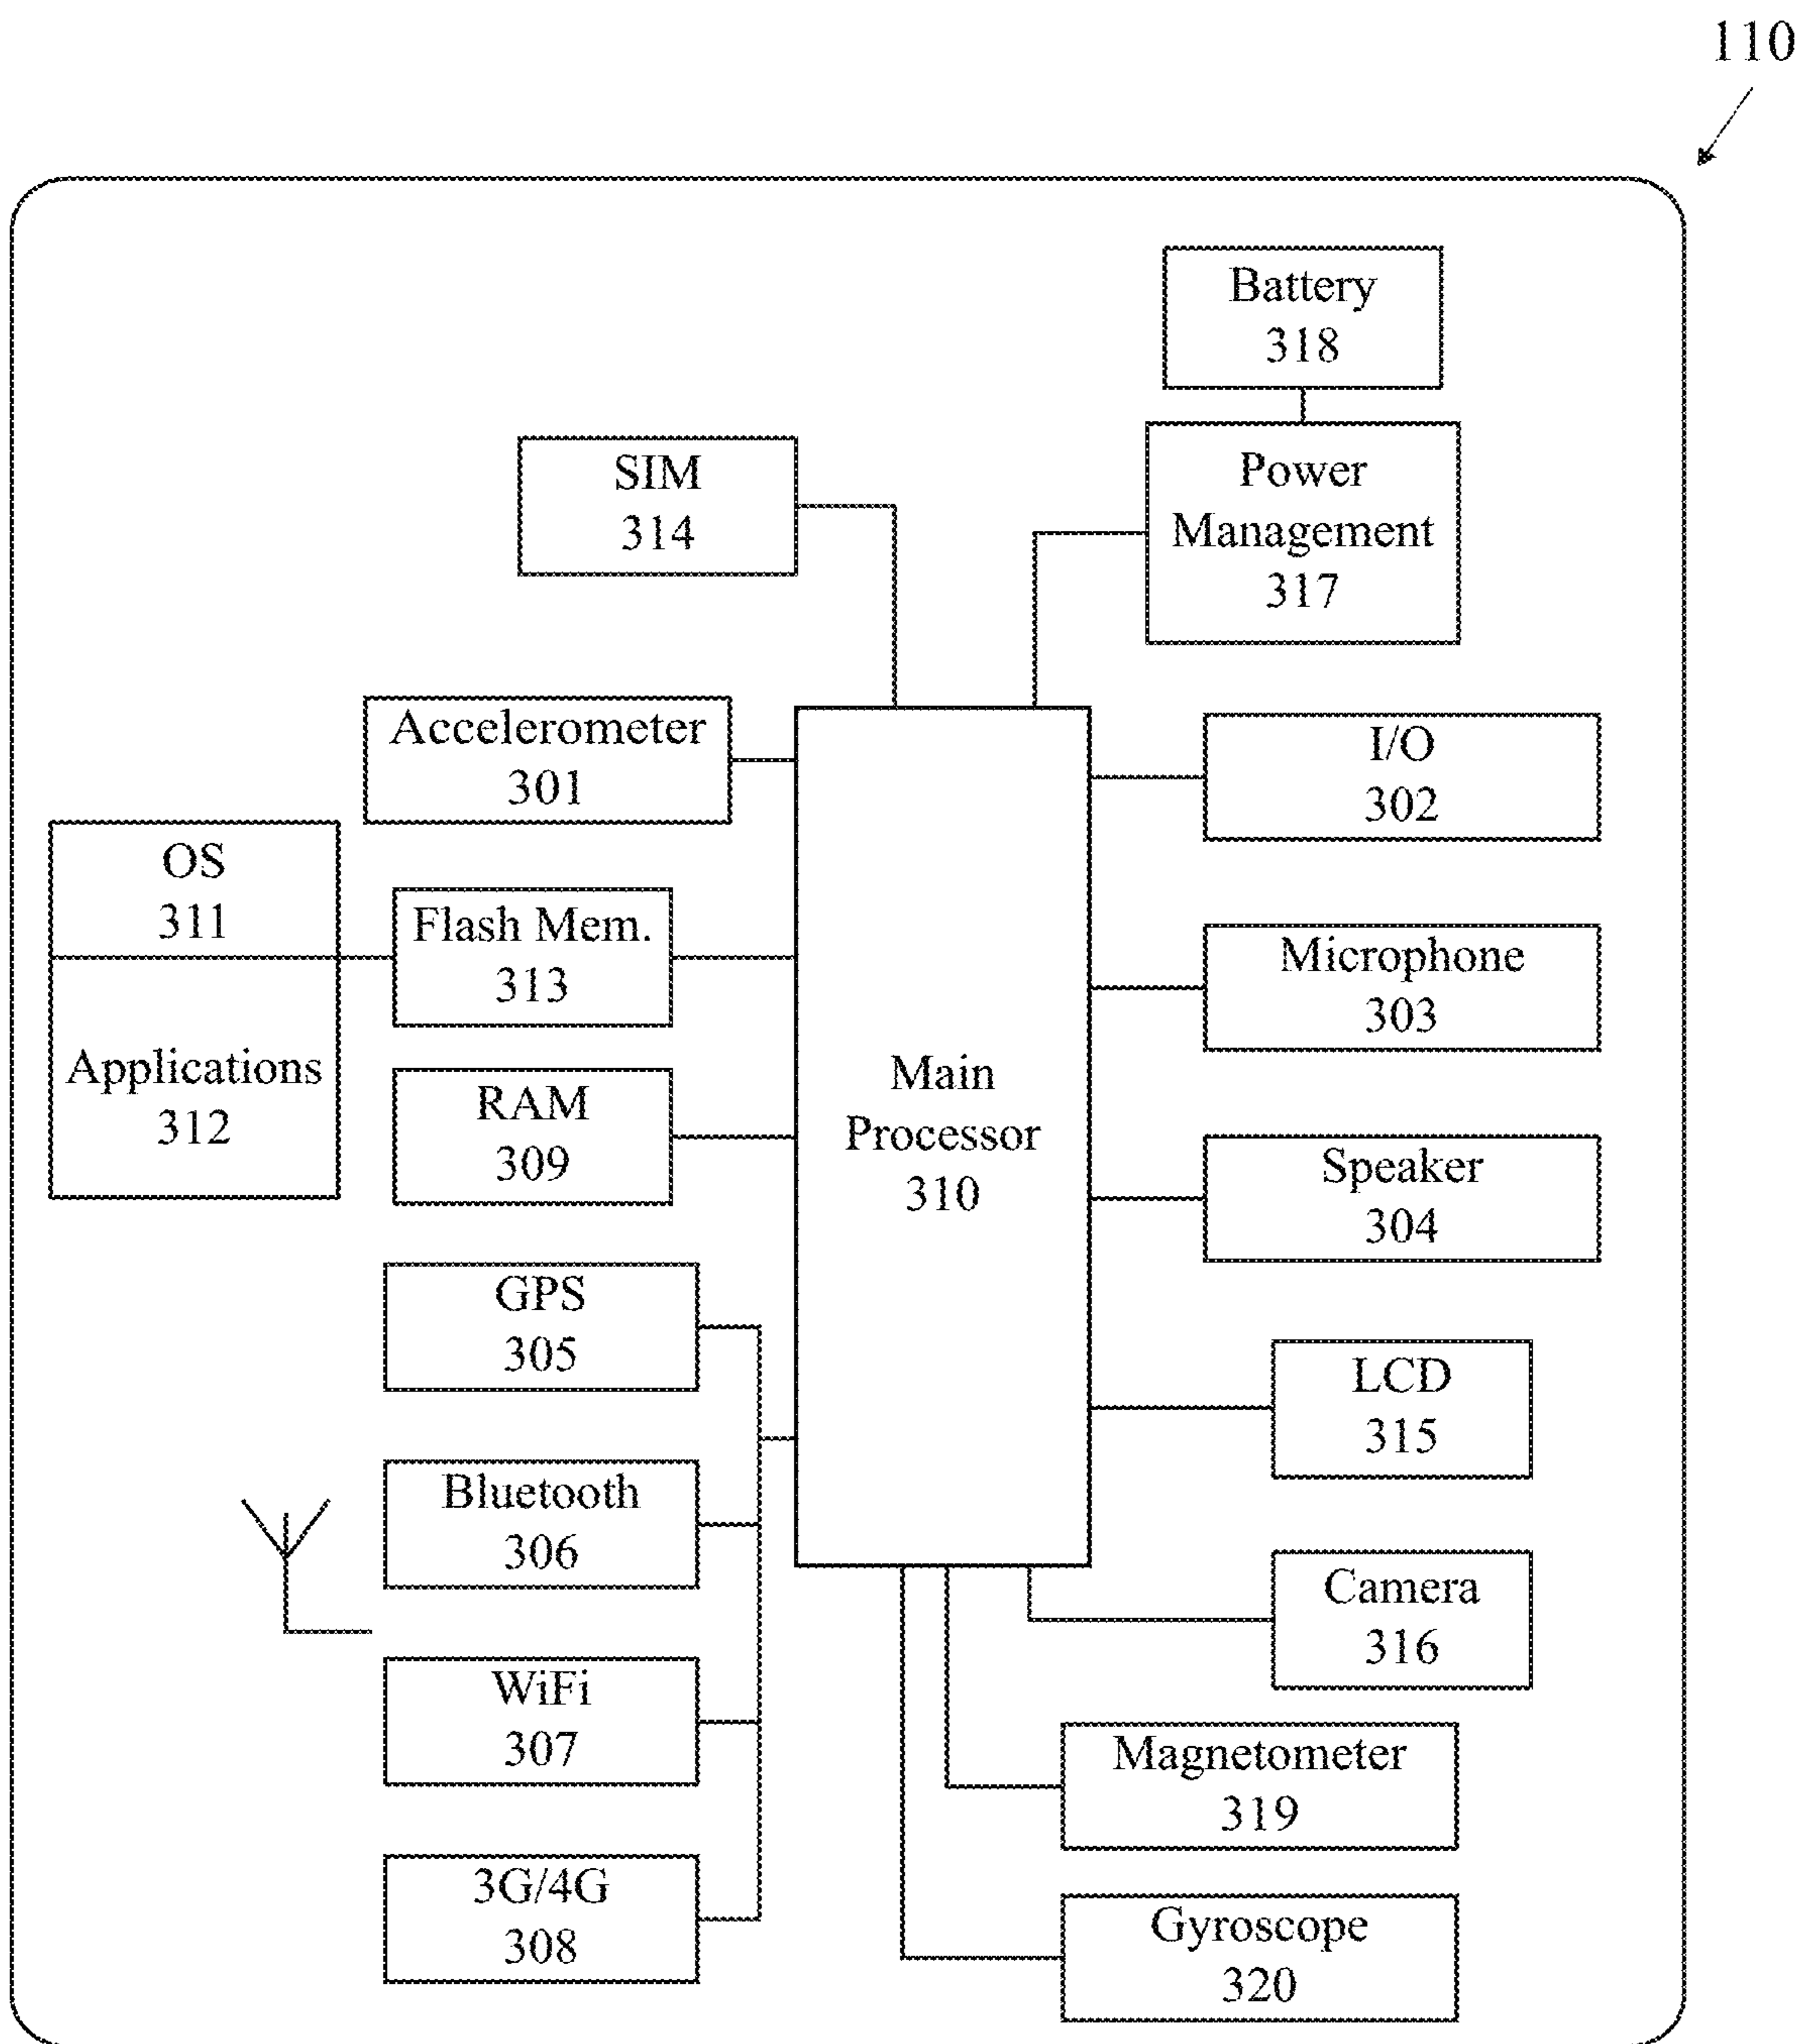 110
Battery
318
SIM
314
Power
Management
317
Accelerometer
301
I/O
302
OS
311
Flash Mem.
313
Microphone
303
Applications
312
RAM
309
Main
Processor
310
Speaker
304
GPS
305
LCD
315
Bluetooth
306
Camera
316
WiFi
307
Magnetometer
319
3G/4G
308
Gyroscope
320